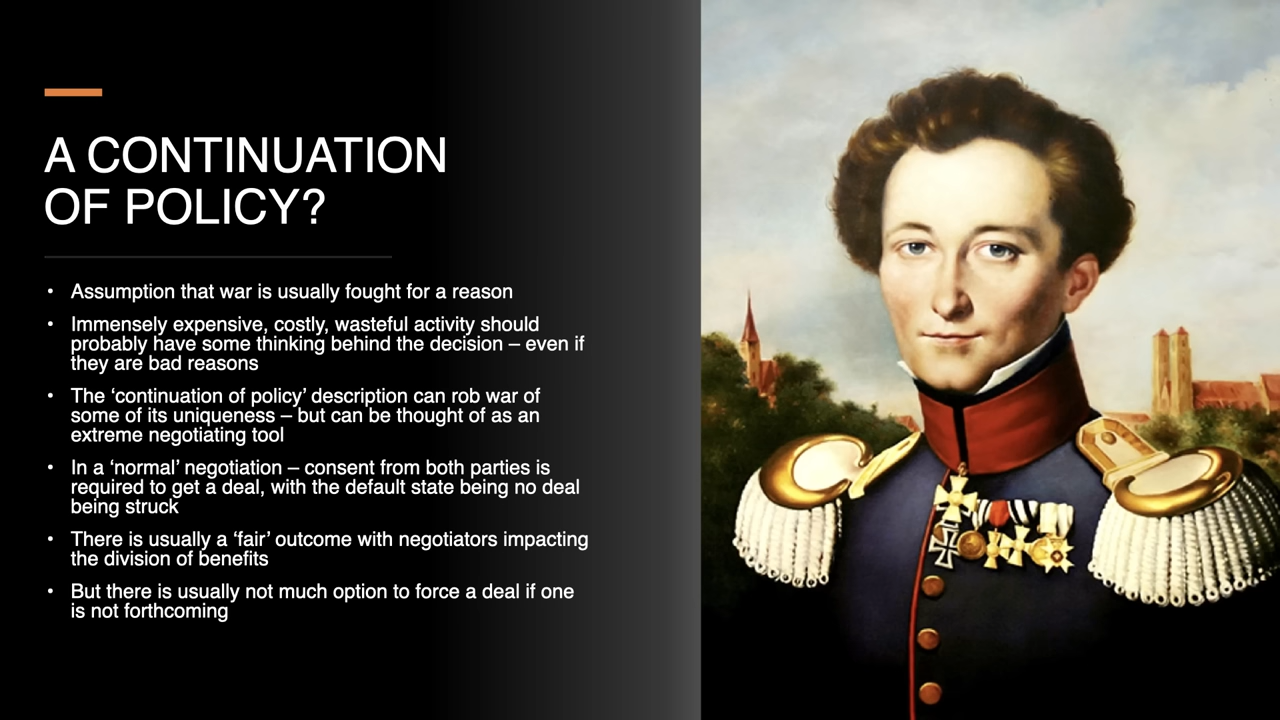 A CONTINUATION
OF POLICY?
• Assumption that war is usually fought for a reason
• Immensely expensive, costly, wasteful activity should
probably have some thinking behind the decision – even if
they are bad reasons
• The ‘continuation of policy’ description can rob war of
some of its uniqueness – but can be thought of as an
extreme negotiating tool
• In a ‘normal’ negotiation – consent from both parties is
required to get a deal, with the default state being no deal
being struck
• There is usually a ‘fair’ outcome with negotiators impacting
the division of benefits
• But there is usually not much option to force a deal if one
is not forthcoming